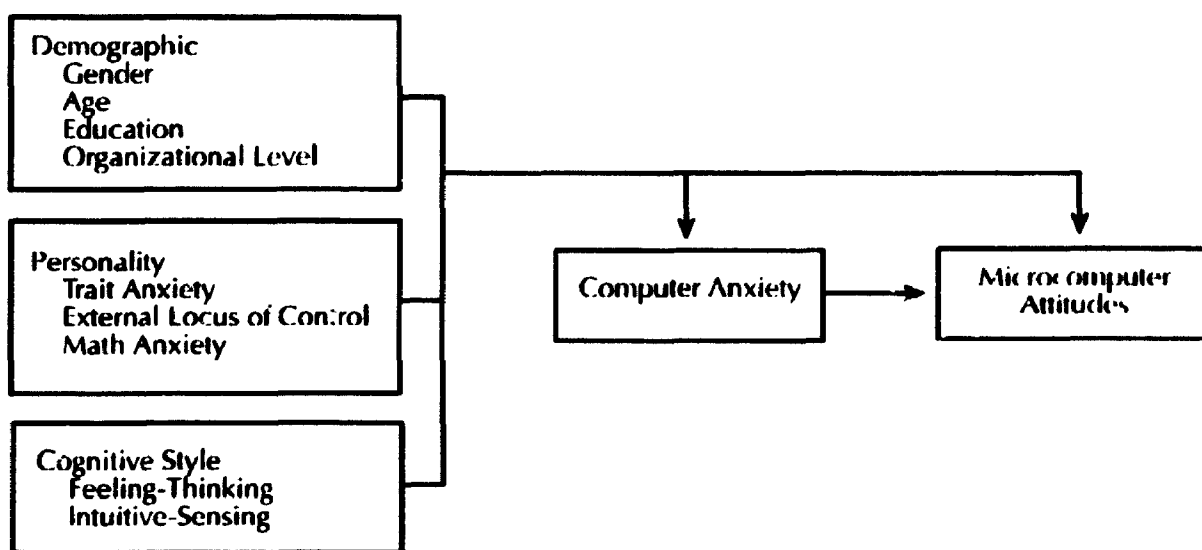 Demographic
Gender
Age
Education
Organizational Level
Personality
Trait Anxiety
External Locus of Control
Math Anxiety
Cognitive Style
Feeling-Thinking
Intuitive-Sensing
Computer Anxiety
Microcomputer
Attitudes